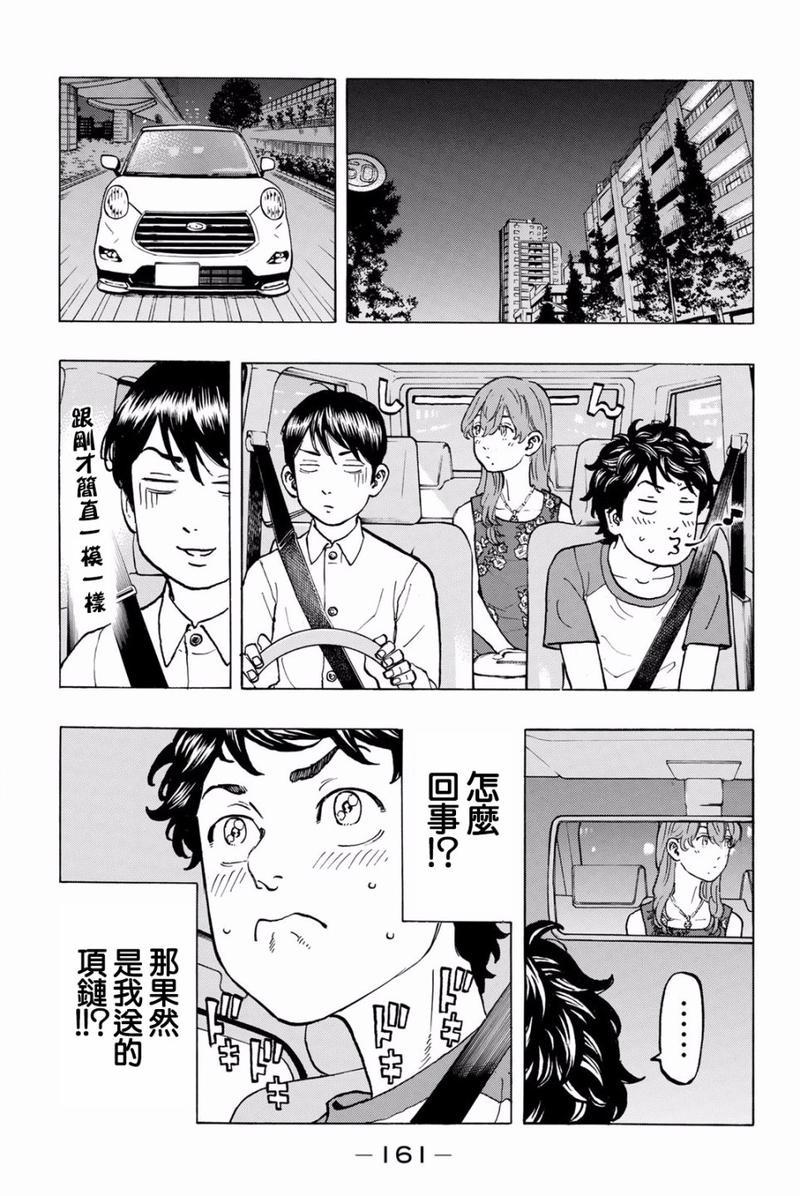 50
しーん
跟剛才簡直一模一樣
……
怎麼
回事!?
那果然
是我送的
項鏈!!?
ドキ
ドキ
ドキ
ドキ
—161—